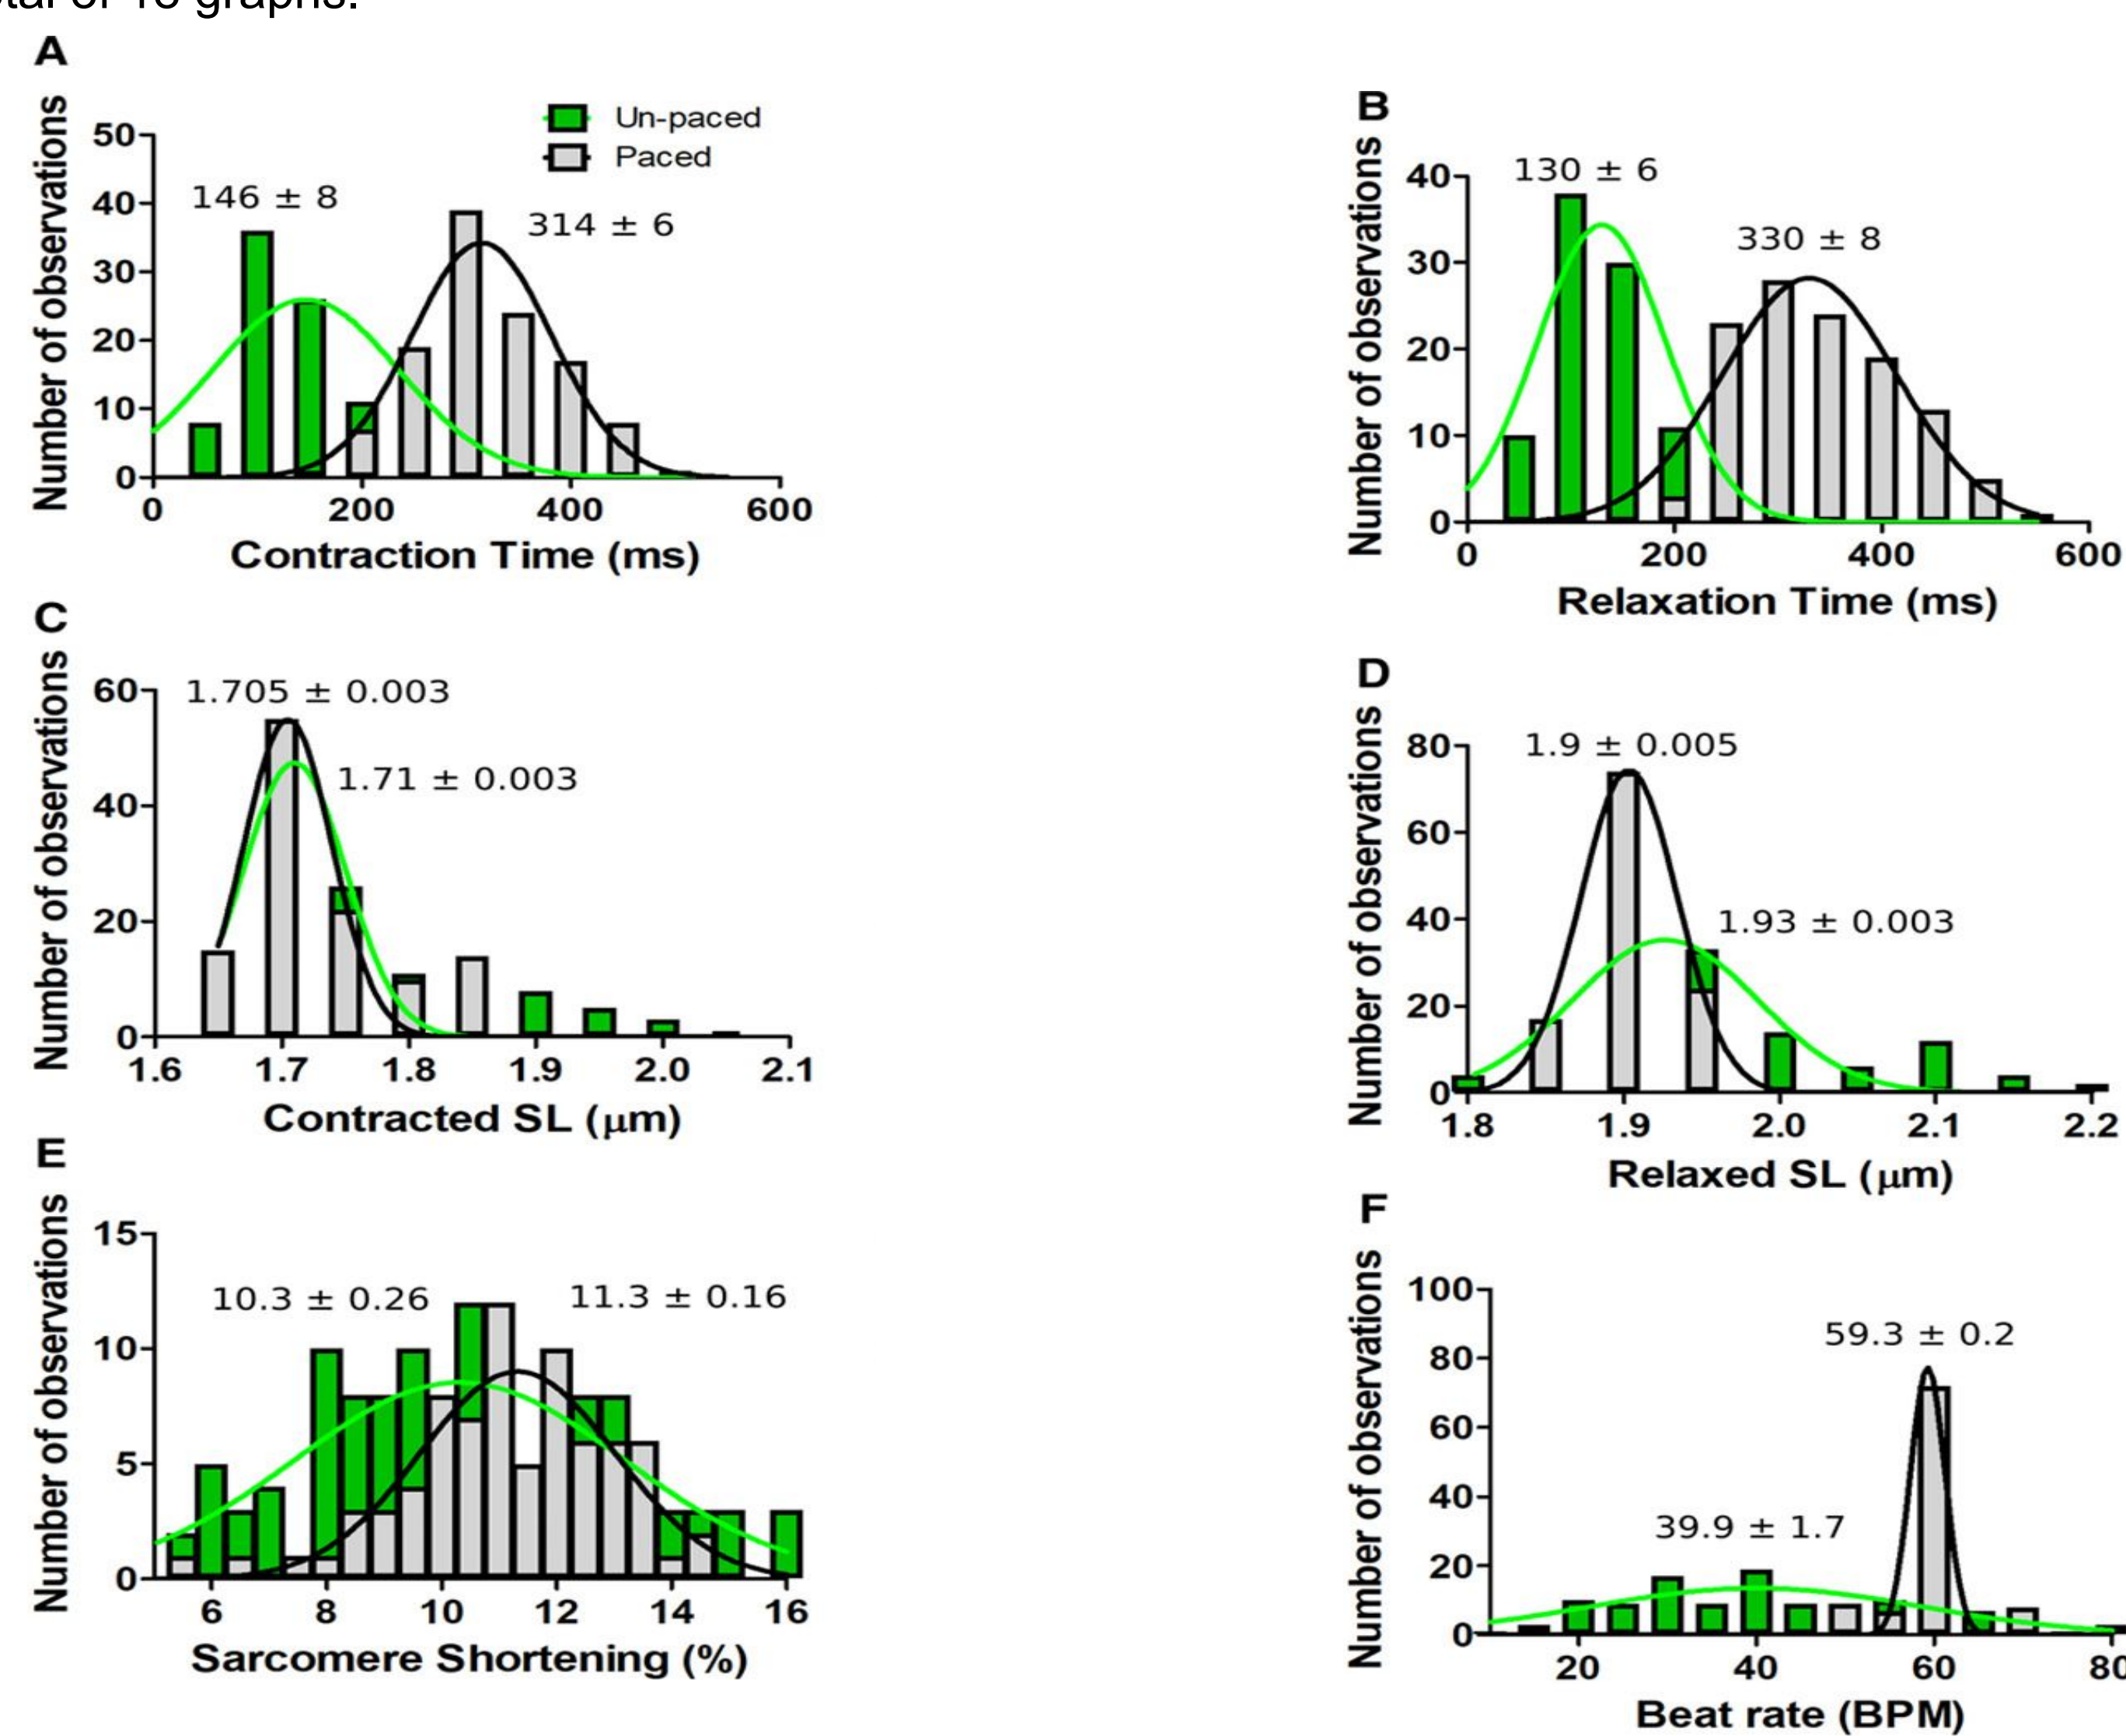 A
Number of observations
50
40
30
20
10
0
146 ± 8
314 ± 6
Un-paced
Paced
0 200 400 600
Contraction Time (ms)
B
Number of observations
40
30
20
10
0
130 ± 6
330 ± 8
0 200 400 600
Relaxation Time (ms)
C
Number of observations
60
40
20
0
1.705 ± 0.003
1.71 ± 0.003
1.6 1.7 1.8 1.9 2.0 2.1
Contracted SL (μm)
D
Number of observations
80
60
40
20
0
1.9 ± 0.005
1.93 ± 0.003
1.8 1.9 2.0 2.1 2.2
Relaxed SL (μm)
E
Number of observations
15
10
5
0
10.3 ± 0.26
11.3 ± 0.16
6 8 10 12 14 16
Sarcomere Shortening (%)
F
Number of observations
100
80
60
40
20
0
59.3 ± 0.2
39.9 ± 1.7
20 40 60 80
Beat rate (BPM)